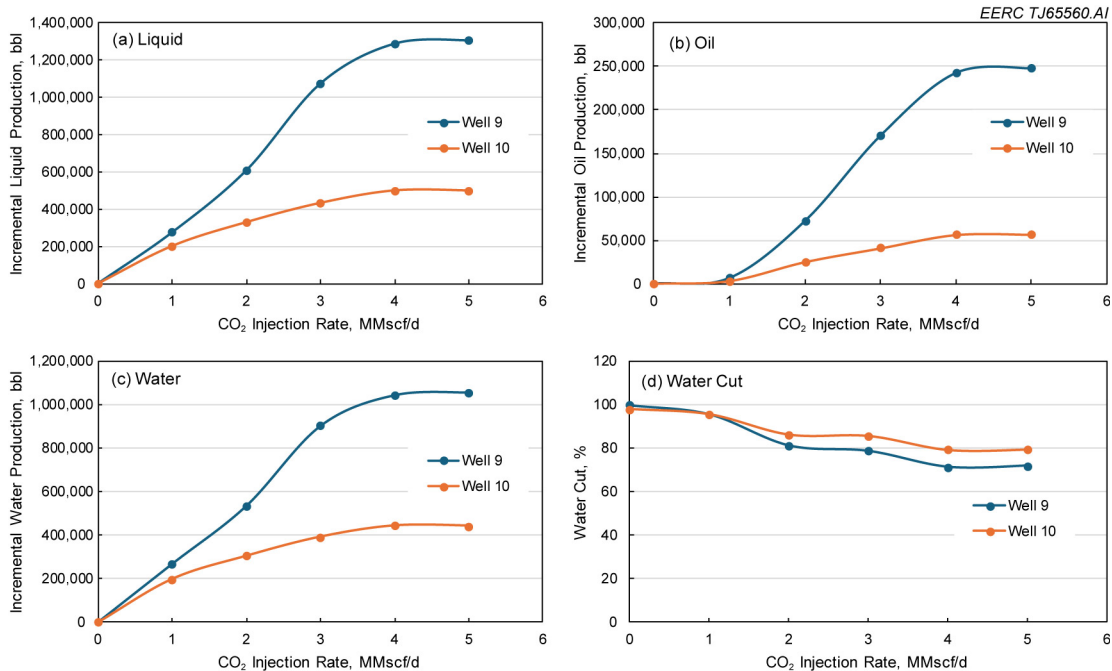 EERC TJ65560.AI
(a) Liquid
Incremental Liquid Production, bbl
1,400,000
1,200,000
1,000,000
800,000
600,000
400,000
200,000
0
Well 9
Well 10
0 1 2 3 4 5 6
CO₂ Injection Rate, MMscf/d
(b) Oil
Incremental Oil Production, bbl
300,000
250,000
200,000
150,000
100,000
50,000
0
Well 9
Well 10
0 1 2 3 4 5 6
CO₂ Injection Rate, MMscf/d
(c) Water
Incremental Water Production, bbl
1,200,000
1,000,000
800,000
600,000
400,000
200,000
0
Well 9
Well 10
0 1 2 3 4 5 6
CO₂ Injection Rate, MMscf/d
(d) Water Cut
Water Cut, %
120
100
80
60
40
20
0
Well 9
Well 10
0 1 2 3 4 5 6
CO₂ Injection Rate, MMscf/d